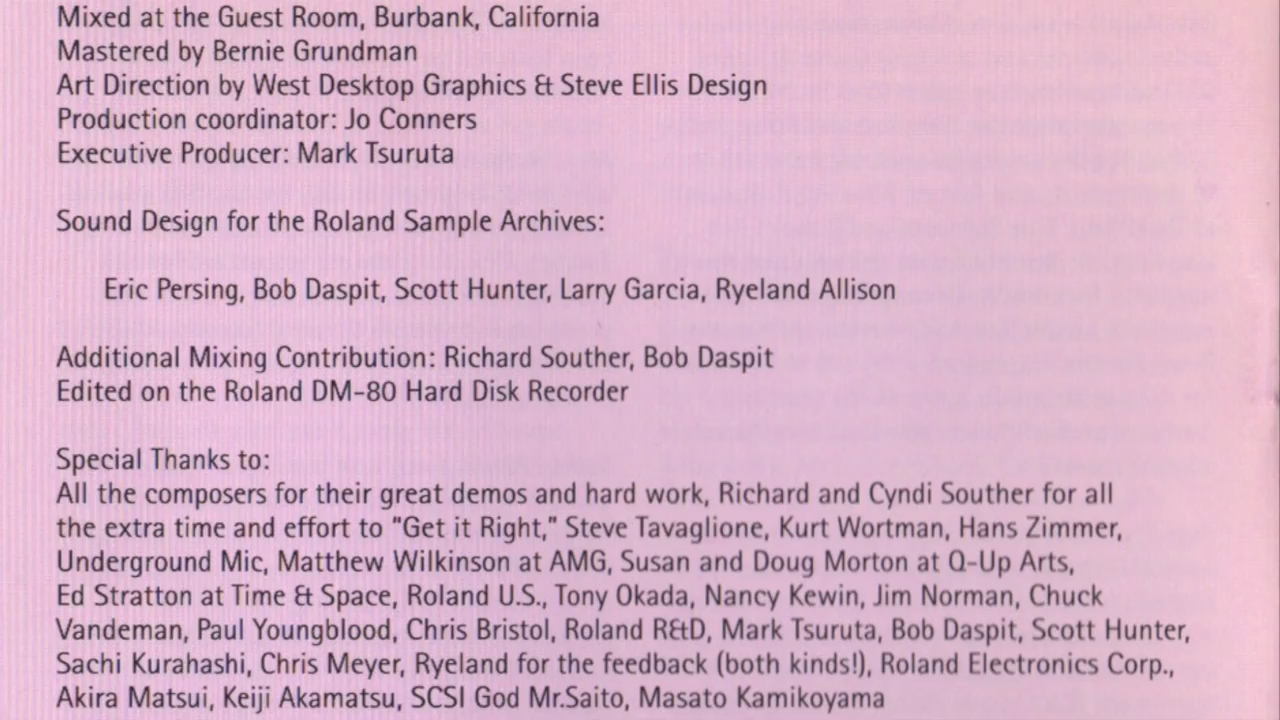 Mixed at the Guest Room, Burbank, California
Mastered by Bernie Grundman
Art Direction by West Desktop Graphics & Steve Ellis Design
Production coordinator: Jo Conners
Executive Producer: Mark Tsuruta
Sound Design for the Roland Sample Archives:
Eric Persing, Bob Daspit, Scott Hunter, Larry Garcia, Ryeland Allison
Additional Mixing Contribution: Richard Souther, Bob Daspit
Edited on the Roland DM-80 Hard Disk Recorder
Special Thanks to:
All the composers for their great demos and hard work, Richard and Cyndi Souther for all
the extra time and effort to "Get it Right," Steve Tavaglione, Kurt Wortman, Hans Zimmer,
Underground Mic, Matthew Wilkinson at AMG, Susan and Doug Morton at Q-Up Arts,
Ed Stratton at Time & Space, Roland U.S., Tony Okada, Nancy Kewin, Jim Norman, Chuck
Vandeman, Paul Youngblood, Chris Bristol, Roland R&D, Mark Tsuruta, Bob Daspit, Scott Hunter,
Sachi Kurahashi, Chris Meyer, Ryeland for the feedback (both kinds!), Roland Electronics Corp.,
Akira Matsui, Keiji Akamatsu, SCSI God Mr.Saito, Masato Kamikoyama